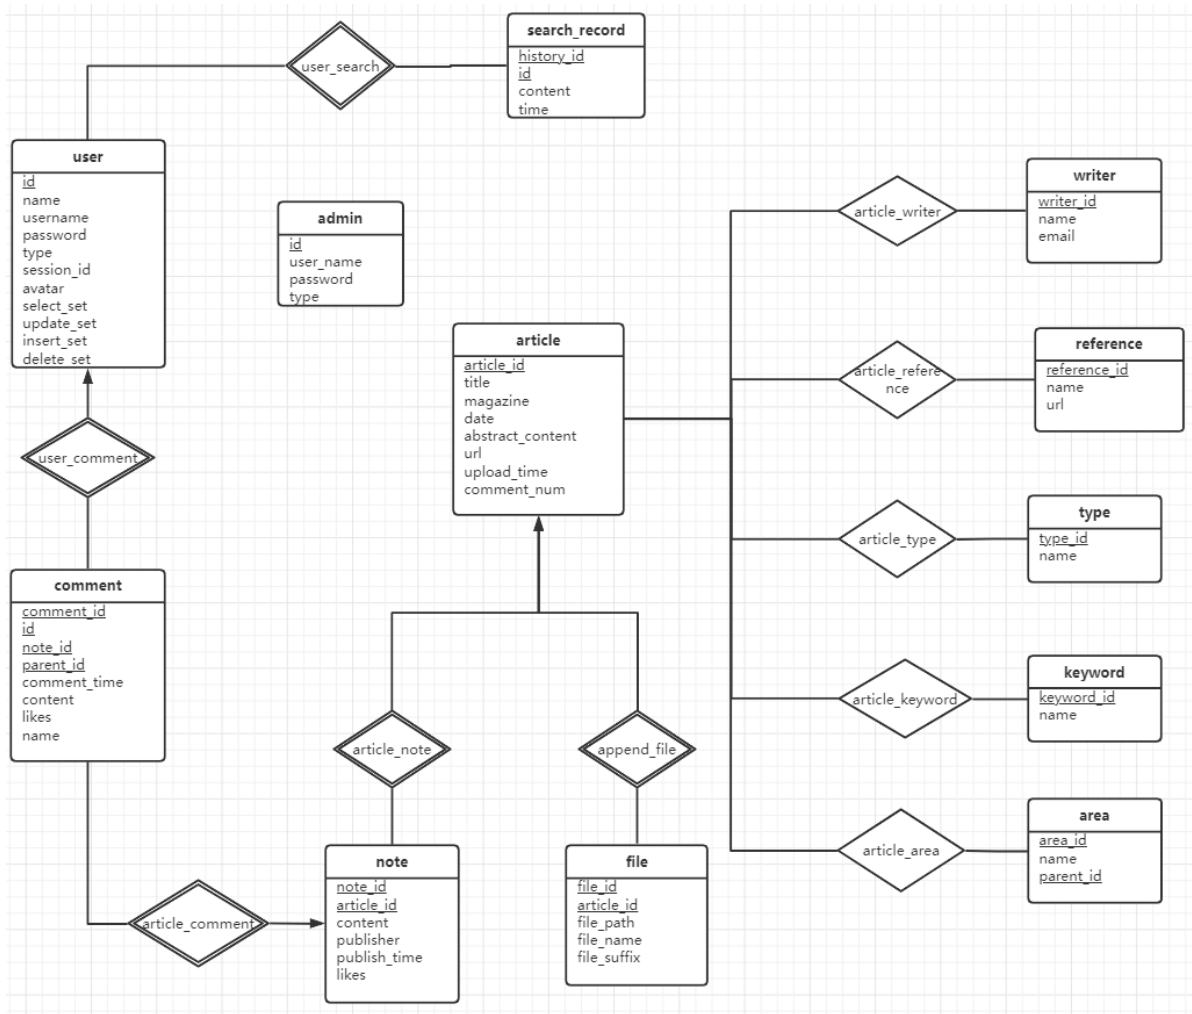 search_record
history_id
id
content
time
user_search
user
id
name
username
password
type
session_id
avatar
select_set
update_set
insert_set
delete_set
admin
id
user_name
password
type
writer
writer_id
name
email
article_writer
article
article_id
title
magazine
date
abstract_content
url
upload_time
comment_num
reference
reference_id
name
url
article_refere
nce
user_comment
type
type_id
name
article_type
comment
comment_id
id
note_id
parent_id
comment_time
content
likes
name
keyword
keyword_id
name
article_keyword
article_note
append_file
area
area_id
name
parent_id
article_area
note
note_id
article_id
content
publisher
publish_time
likes
file
file_id
article_id
file_path
file_name
file_suffix
article_comment